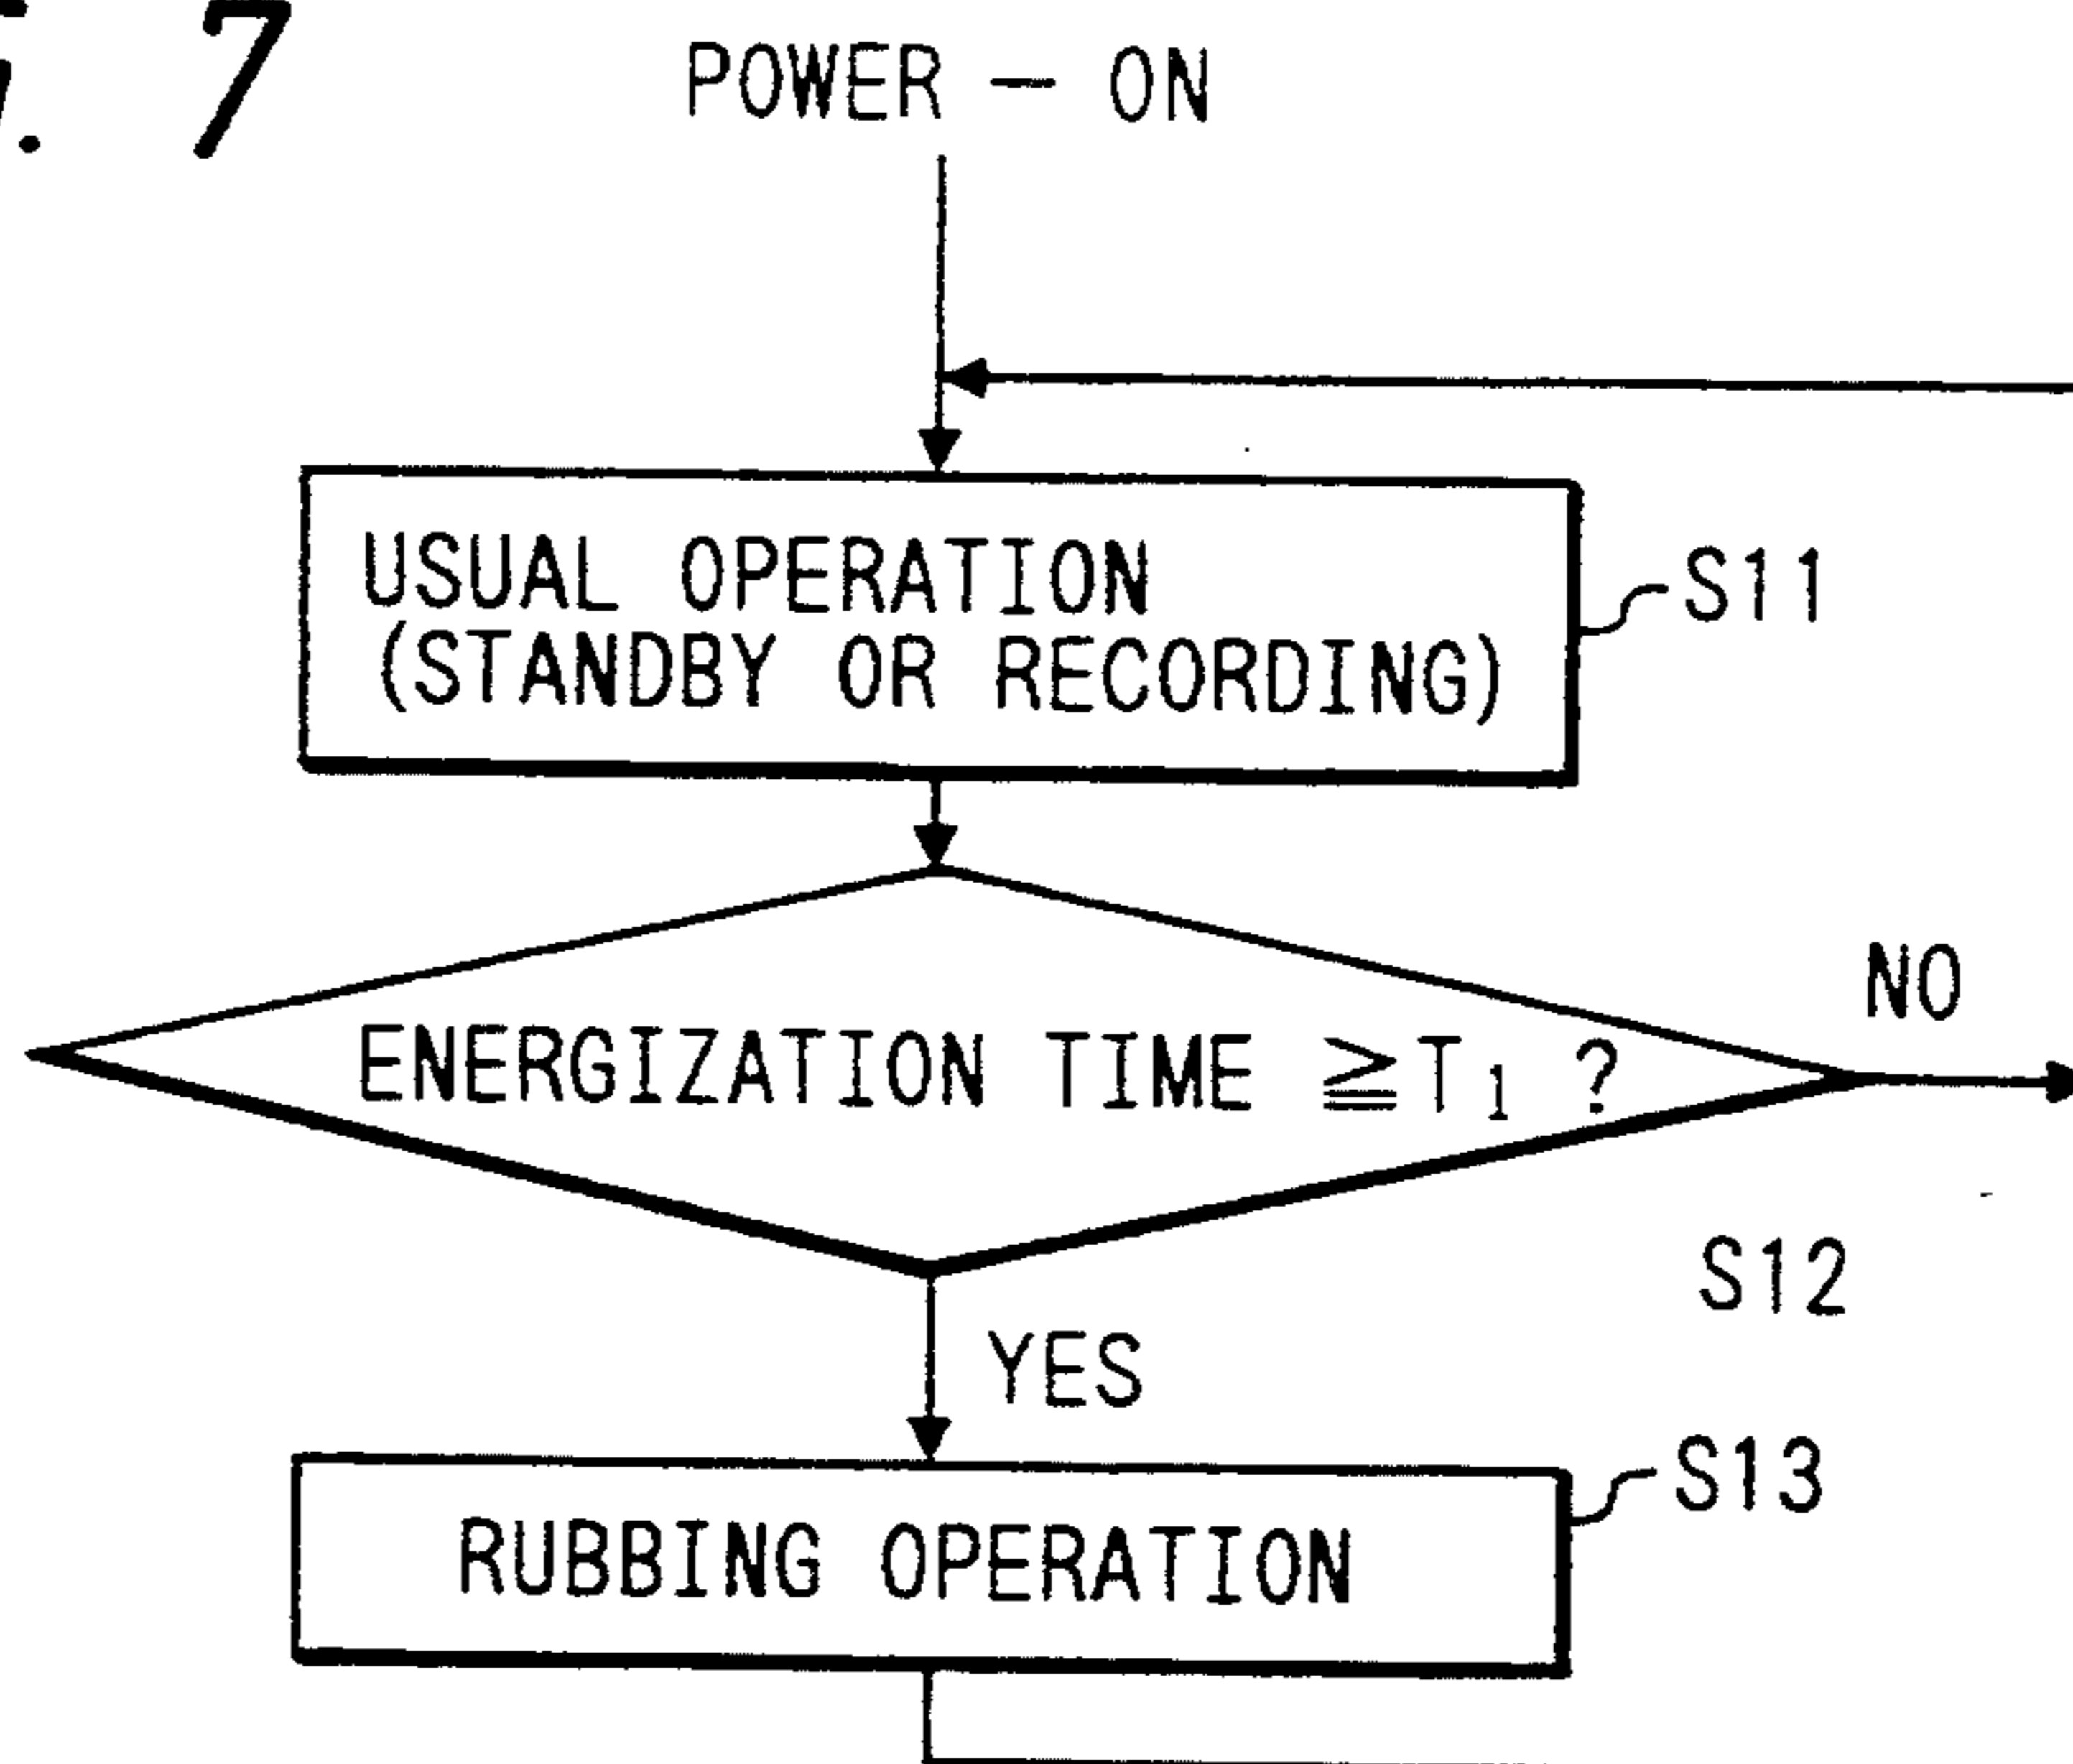 . 7
POWER — ON
USUAL OPERATION
(STANDBY OR RECORDING)
S11
NO
ENERGIZATION TIME ≧ T₁ ?
S12
YES
S13
RUBBING OPERATION